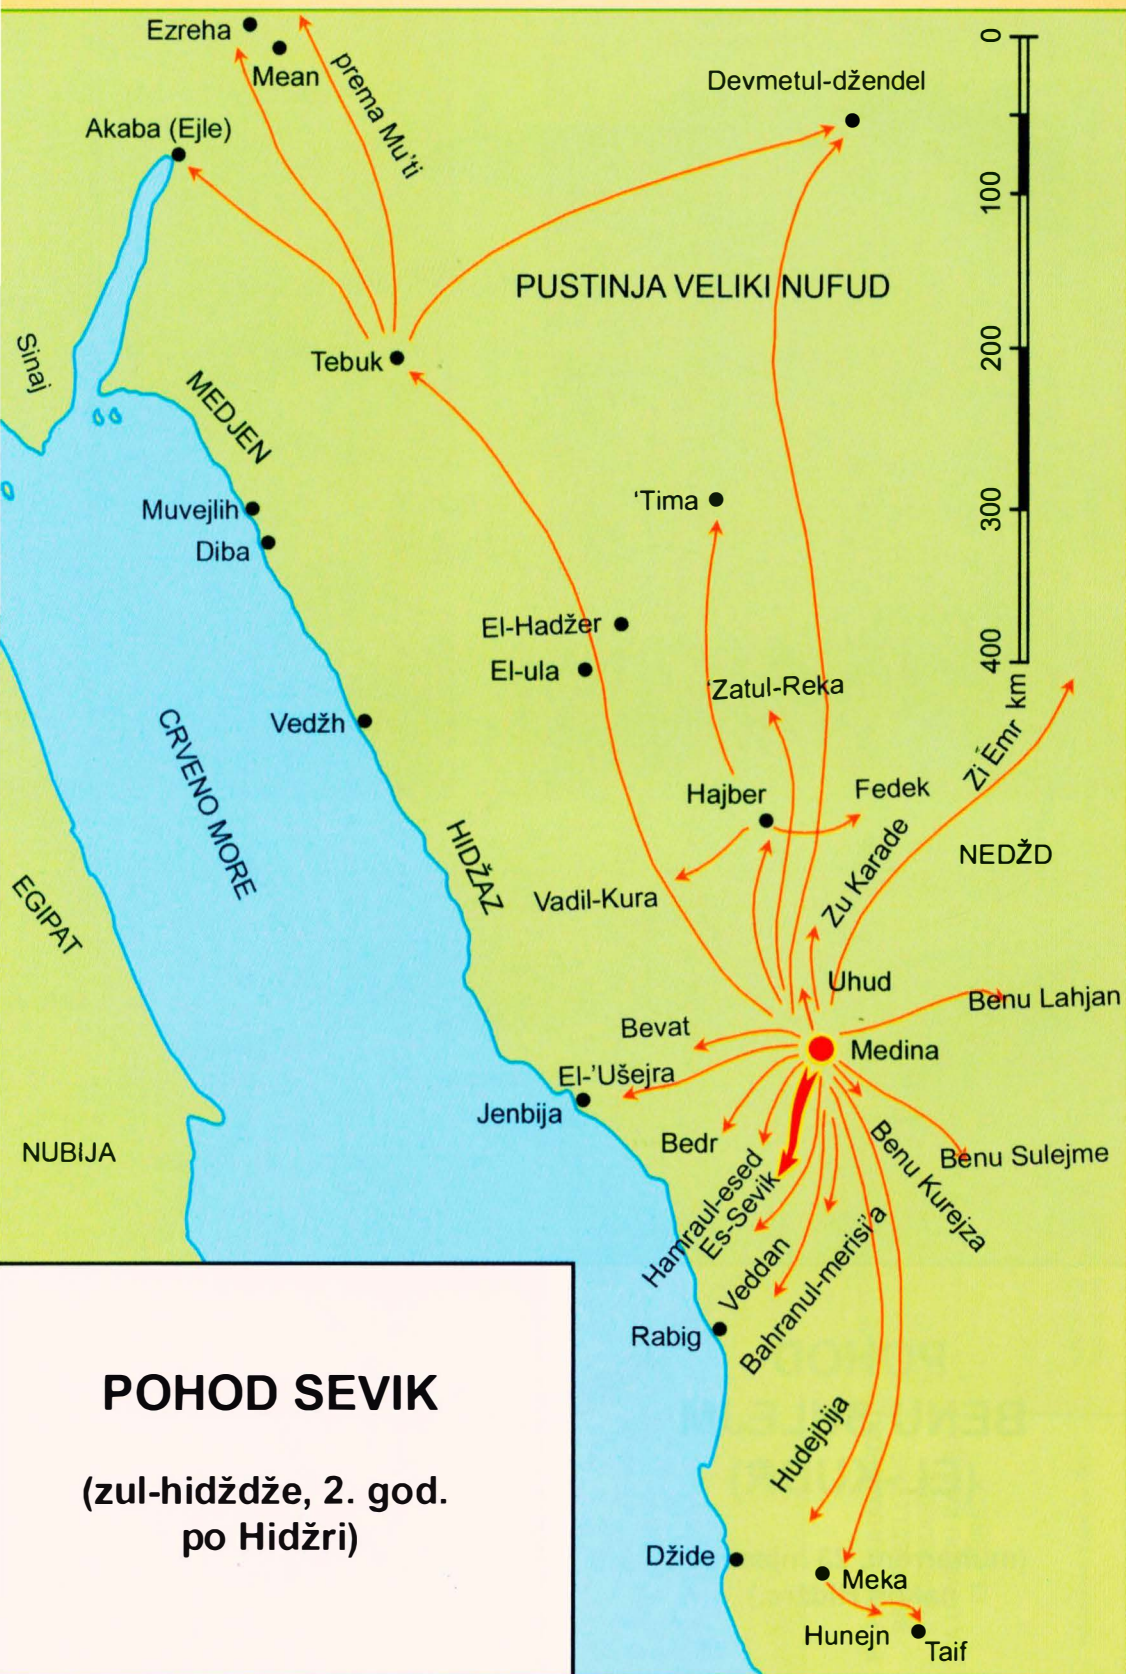 Ezreha
Mean
prema Mu'ti
Akaba (Ejle)
Devmetul-džendel
0
100
200
300
400
km
PUSTINJA VELIKI NUFUD
Sinaj
Tebuk
MEDJEN
Muvejlih
Diba
'Tima
El-Hadžer
El-ula
'Zatul-Reka
Vedžh
CRVENO MORE
Zi Emr
Hajber
Fedek
HIDŽAZ
Zu Karade
NEDŽD
EGIPAT
Vadil-Kura
Uhud
Benu Lahjan
Bevat
Medina
El-'Ušejra
Jenbija
Bedr
NUBIJA
Benu Sulejme
Benu Kurejza
Hamraul-esed
Es-Sevik
Veddan
Bahranul-merisi'a
Rabig
POHOD SEVIK
(zul-hidždže, 2. god.
po Hidžri)
Hudejbija
Džide
Meka
Hunejn
Taif